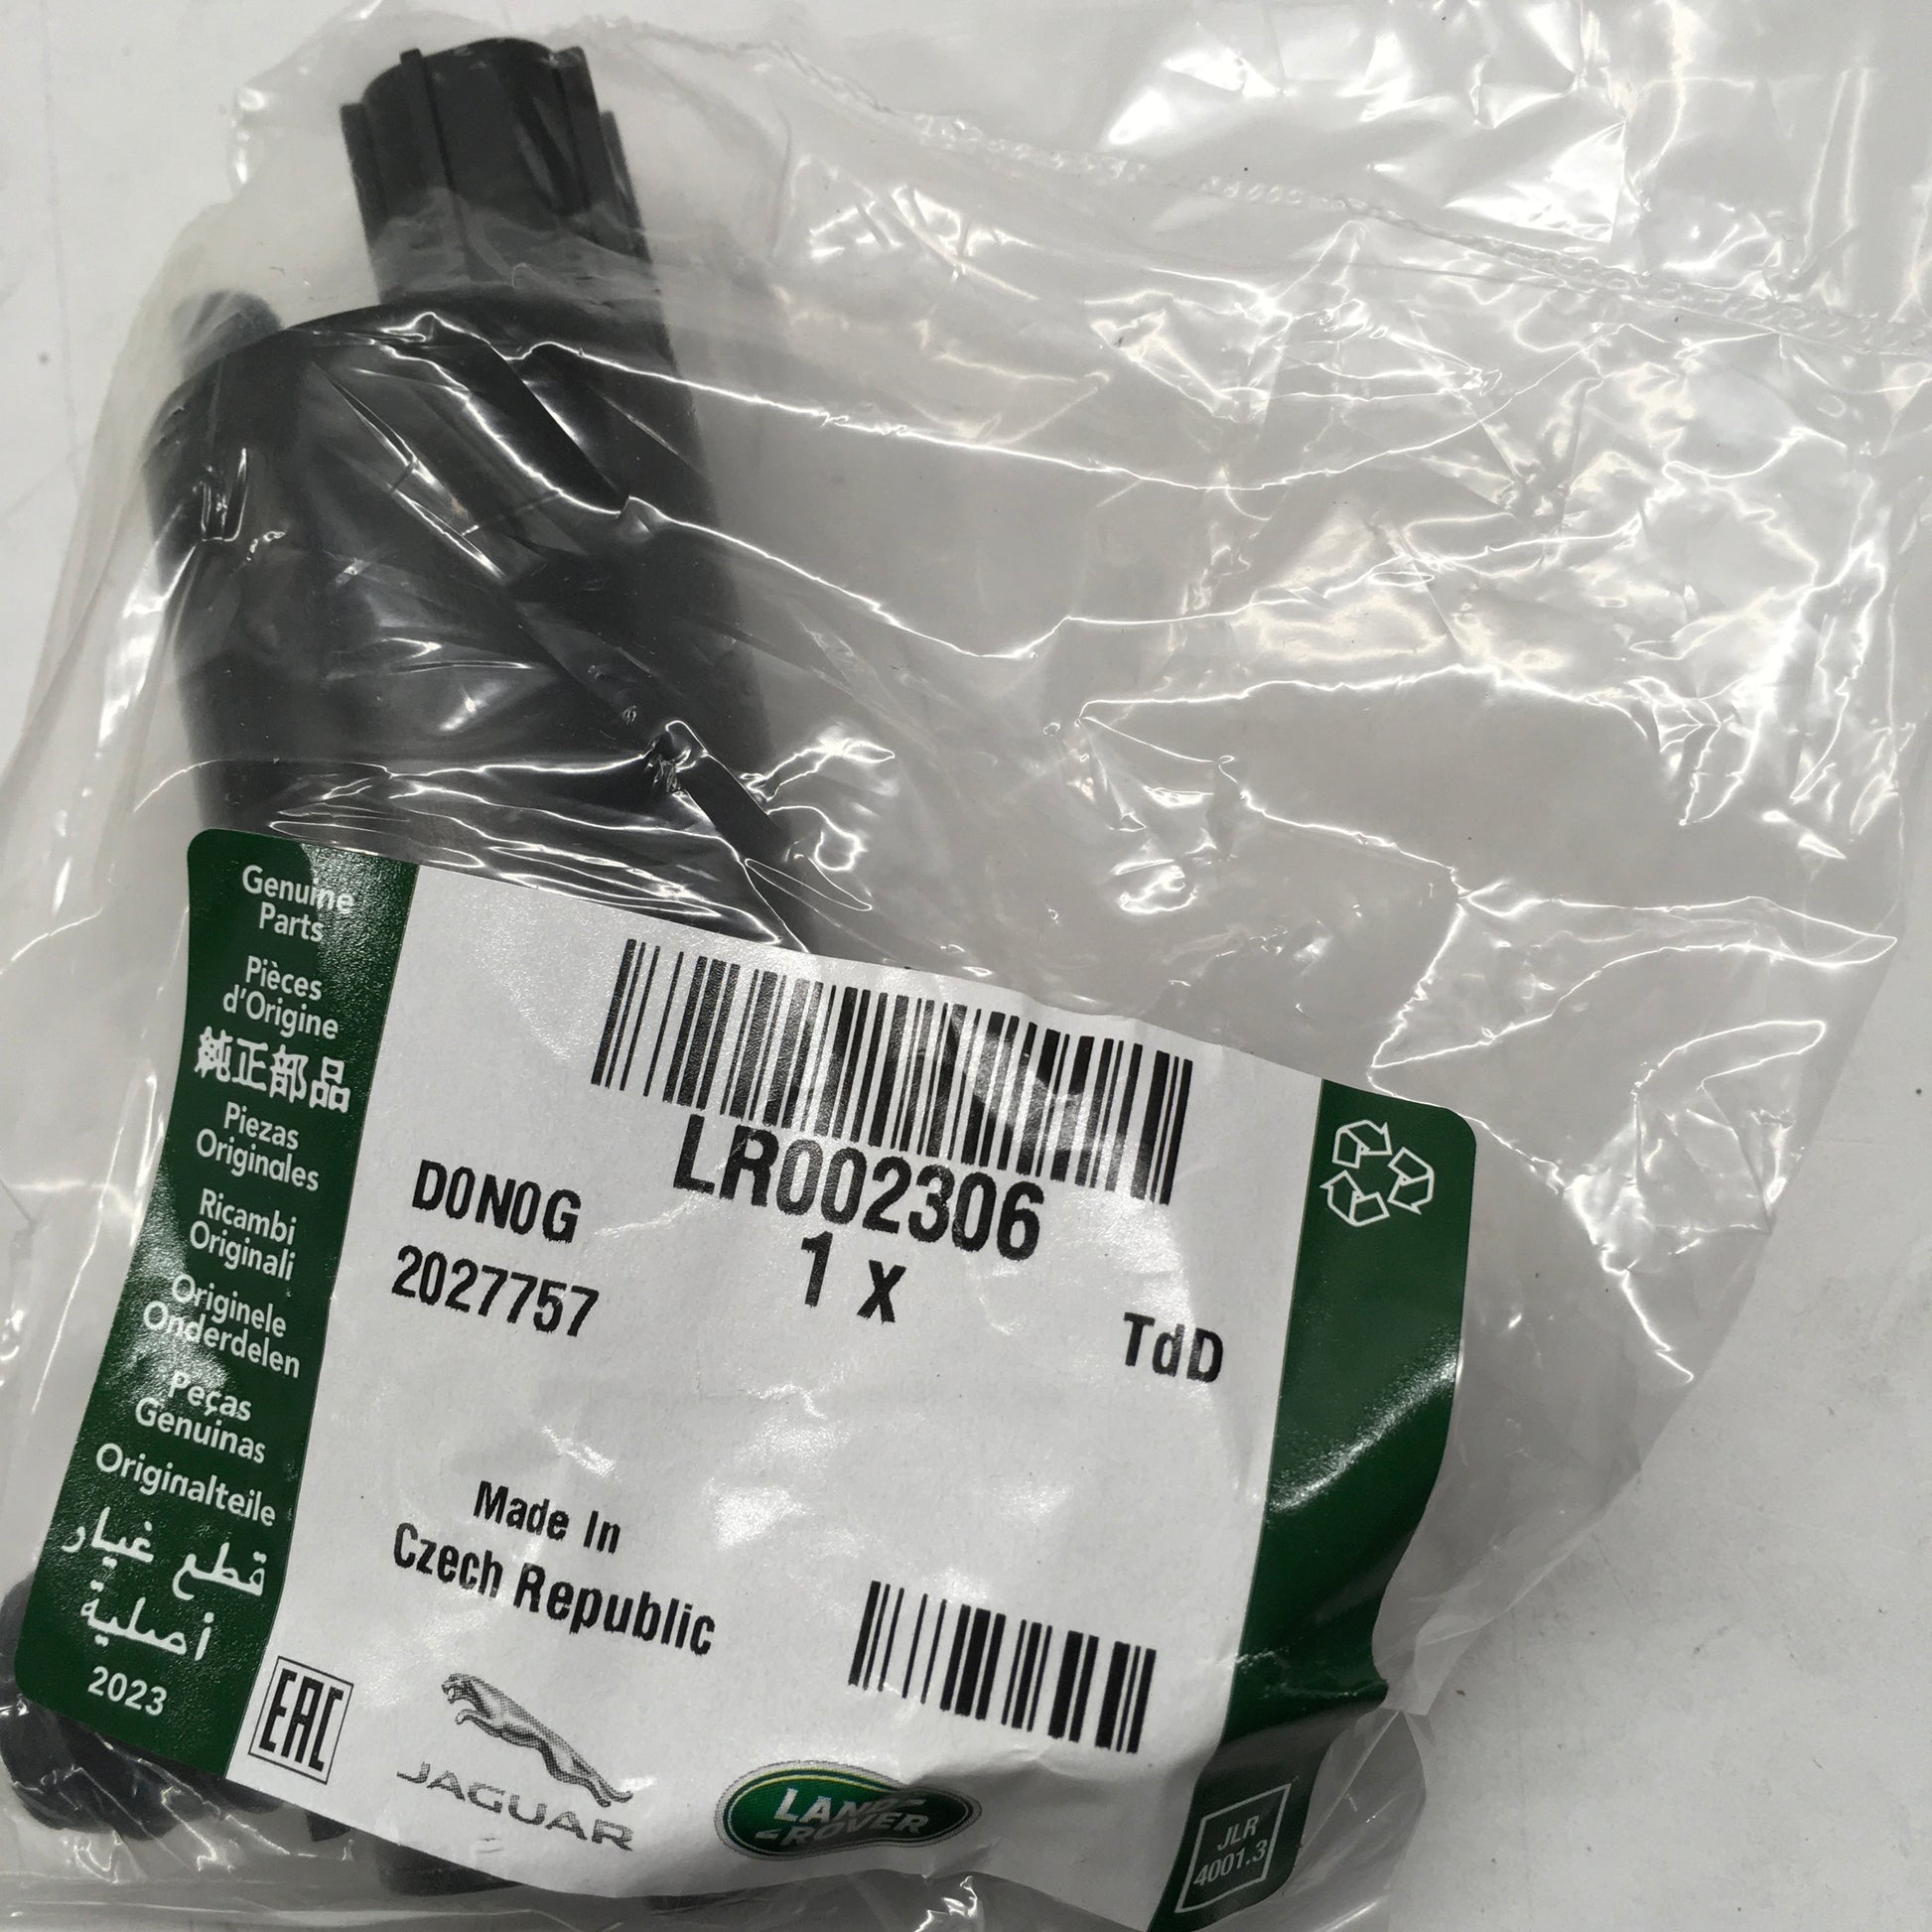 Genuine
Parts
Pièces
d'Origine
純正部品
Piezas
Originales
Ricambi
Originali
Originele
Onderdelen
Peças
Genuinas
Originalteile
قطع غيار
أصلية
2023
LR002306
D0N0G
1 x
2027757
TdD
Made In
Czech Republic
EAC
JAGUAR
LAND-
-ROVER
JLR
4001.3